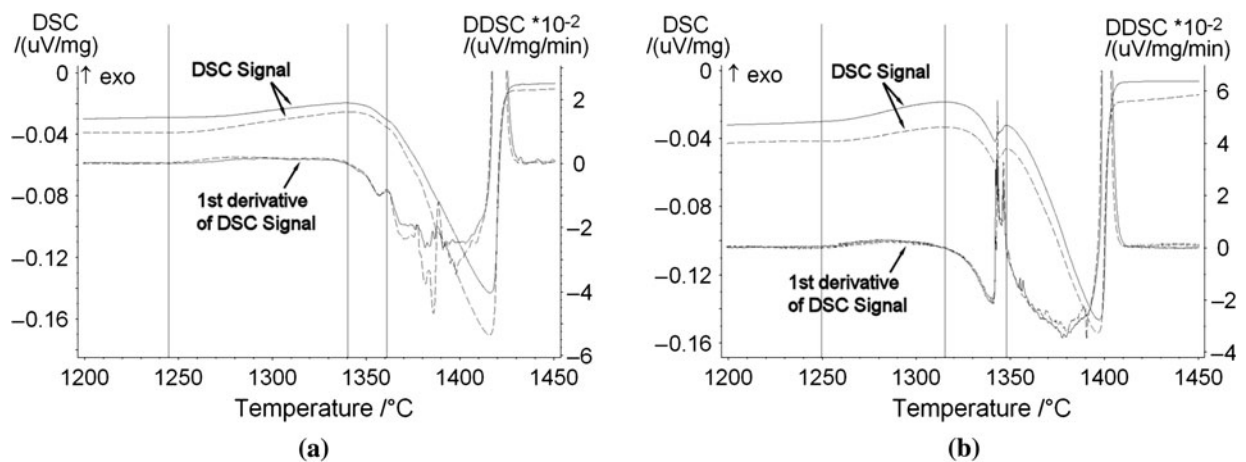 DSC
/(uV/mg)
DDSC *10-2
/(uV/mg/min)
↑ exo
DSC Signal
1st derivative
of DSC Signal
0
–0.04
–0.08
–0.12
–0.16
2
0
–2
–4
–6
1200
1250
1300
1350
1400
1450
Temperature /°C
(a)
DSC
/(uV/mg)
DDSC *10-2
/(uV/mg/min)
↑ exo
DSC Signal
1st derivative
of DSC Signal
0
–0.04
–0.08
–0.12
–0.16
6
4
2
0
–2
–4
1200
1250
1300
1350
1400
1450
Temperature /°C
(b)